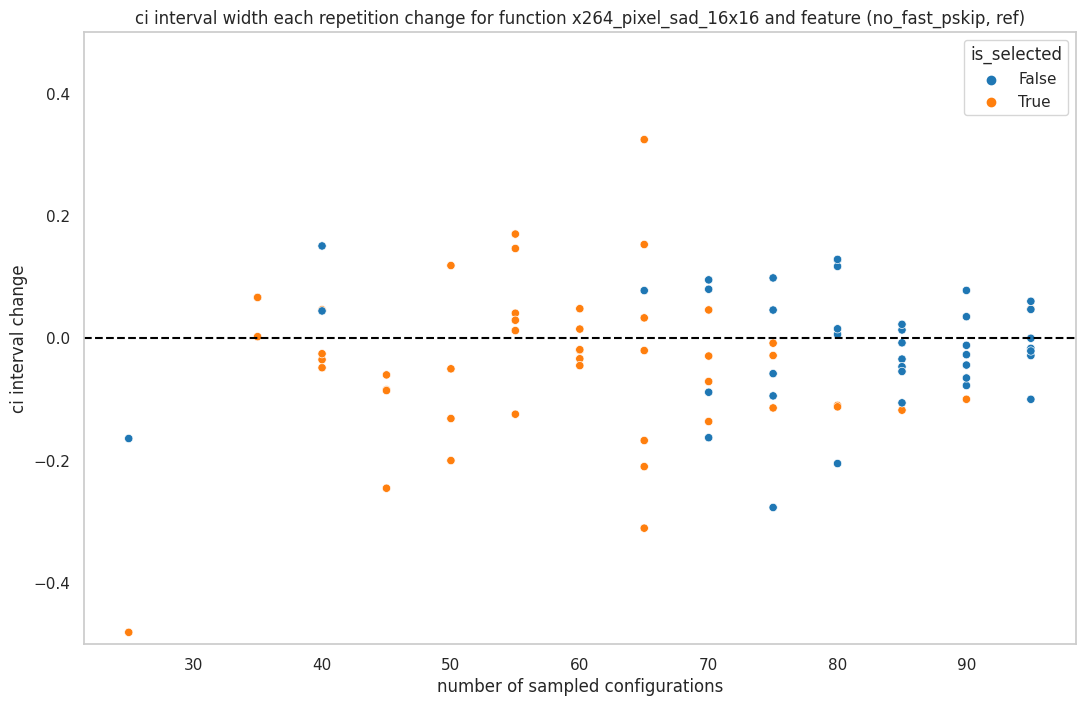 ci interval width each repetition change for function x264_pixel_sad_16x16 and feature (no_fast_pskip, ref)
is_selected
False
True
0.4
0.2
0.0
−0.2
−0.4
ci interval change
30 40 50 60 70 80 90
number of sampled configurations